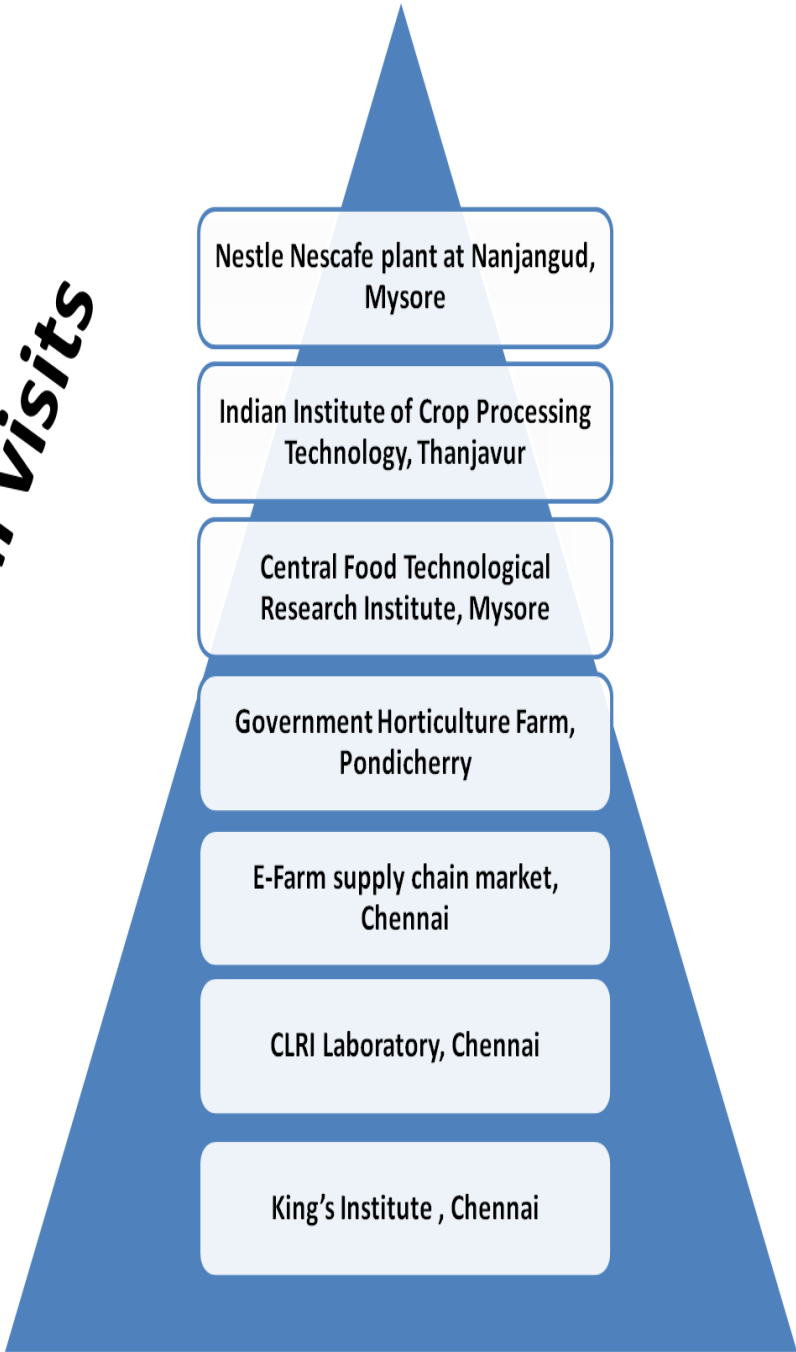 visits
Nestle Nescafe plant at Nanjangud,
Mysore
Indian Institute of Crop Processing
Technology, Thanjavur
Central Food Technological
Research Institute, Mysore
Government Horticulture Farm,
Pondicherry
E-Farm supply chain market,
Chennai
CLRI Laboratory, Chennai
King’s Institute , Chennai